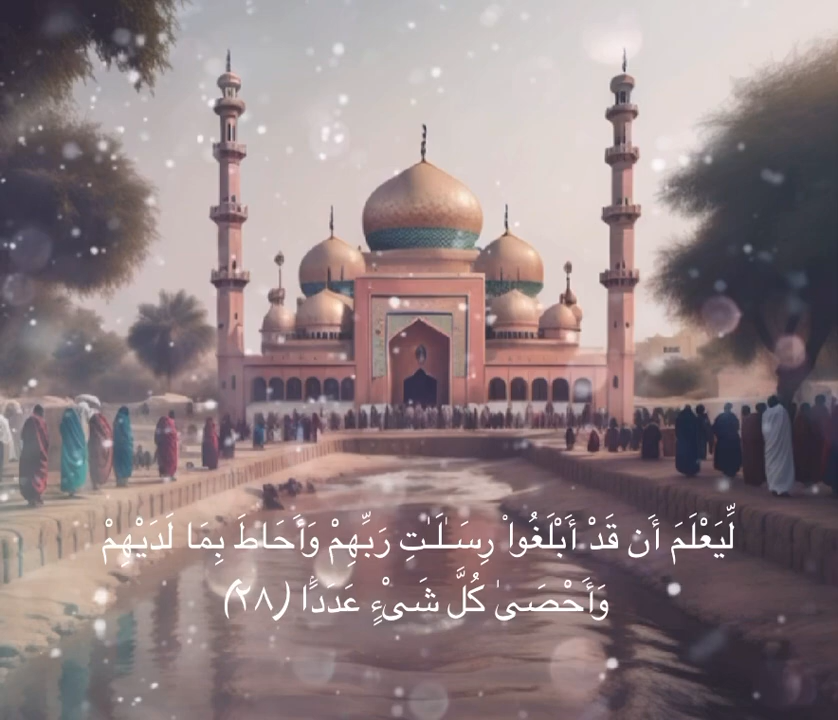 لِّيَعْلَمَ أَن قَدْ أَبْلَغُوا۟ رِسَـٰلَـٰتِ رَبِّهِمْ وَأَحَاطَ بِمَا لَدَيْهِمْ
وَأَحْصَىٰ كُلَّ شَىْءٍ عَدَدًۢا (٢٨)